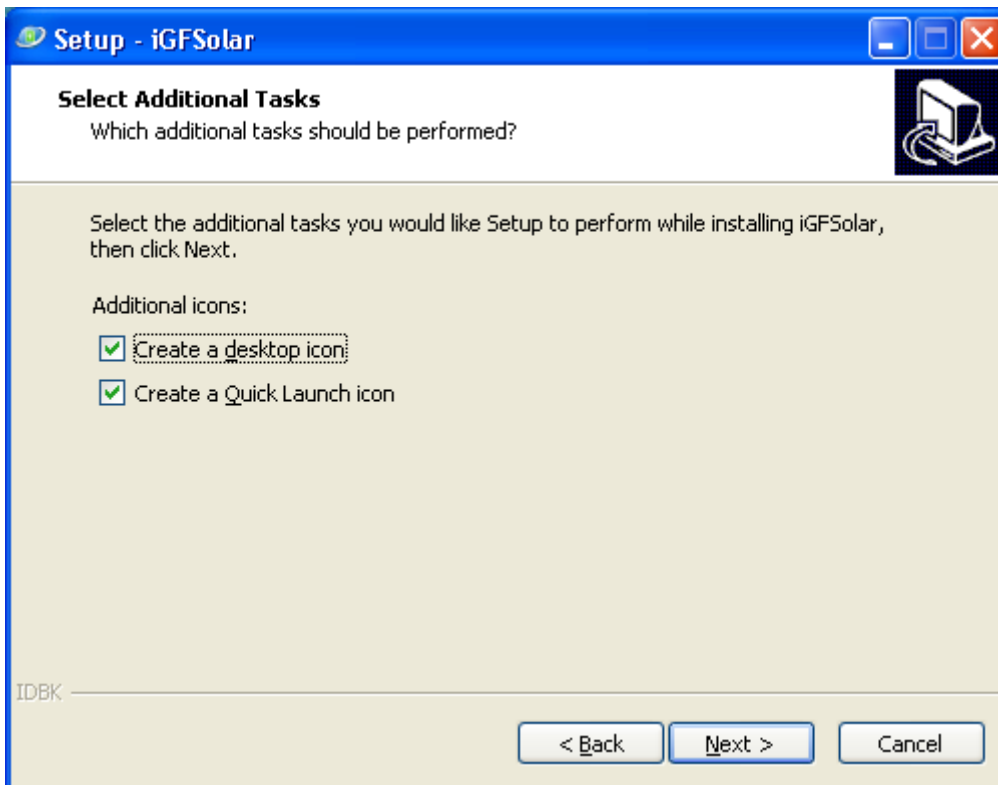 Setup - iGFSolar
Select Additional Tasks
Which additional tasks should be performed?
Select the additional tasks you would like Setup to perform while installing iGFSolar,
then click Next.
Additional icons:
Create a desktop icon
Create a Quick Launch icon
IDBK
< Back
Next >
Cancel